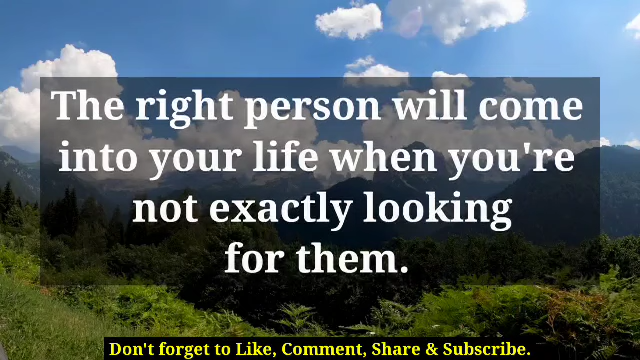 The right person will come
into your life when you're
not exactly looking
for them.
Don't forget to Like, Comment, Share & Subscribe.